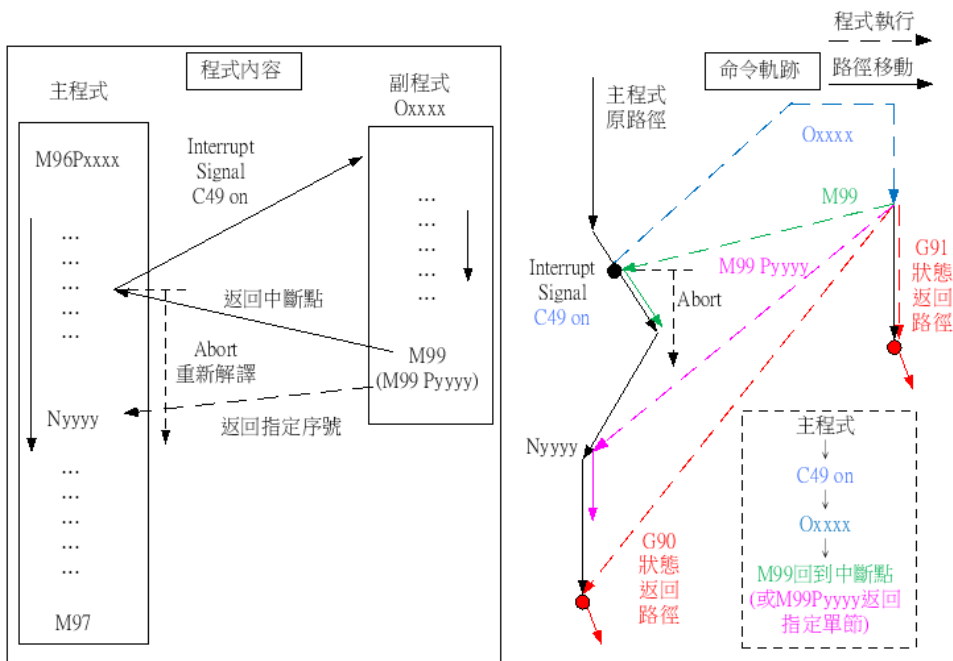 程式內容
主程式
M96Pxxxx
…
…
…
…
…
Nyyyy
…
…
…
…
…
M97
Interrupt
Signal
C49 on
返回中斷點
Abort
重新解譯
返回指定序號
副程式
Oxxxx
…
…
…
…
…
M99
(M99 Pyyyy)
命令軌跡
程式執行
路徑移動
主程式
原路徑
Oxxxx
M99
M99 Pyyyy
Interrupt
Signal
C49 on
Abort
G91
狀態
返回
路徑
Nyyyy
G90
狀態
返回
路徑
主程式
↓
C49 on
↓
Oxxxx
↓
M99回到中斷點
(或M99Pyyyy返回
指定單節)